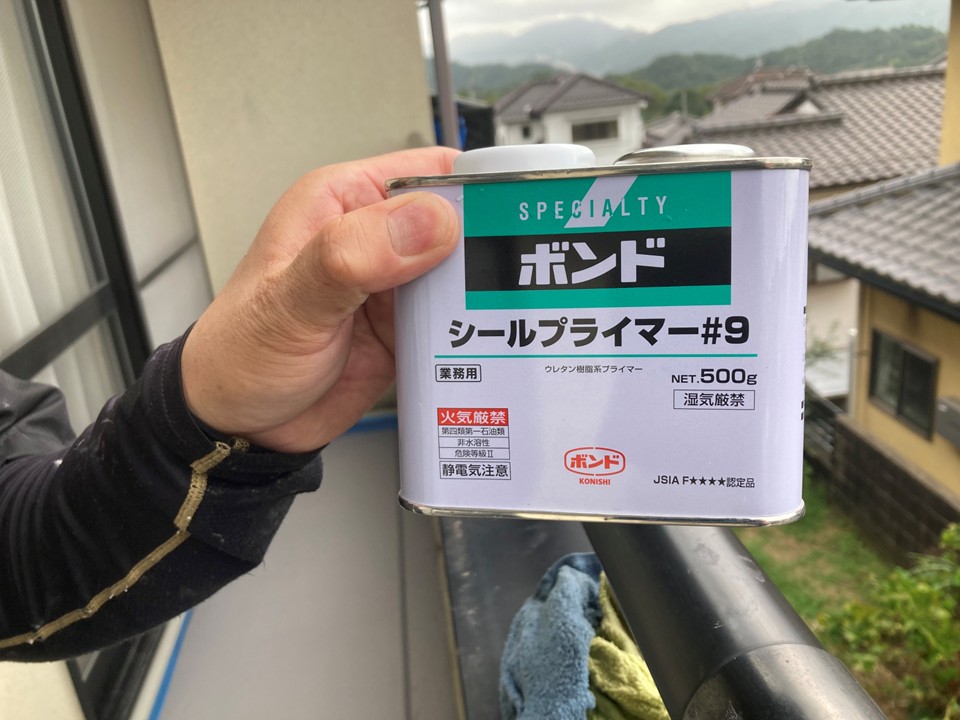 SPECIALTY
ボンド
シールプライマー#9
業務用
ウレタン樹脂系プライマー
NET.500g
湿気厳禁
火気厳禁
第四類第一石油類
非水溶性
危険等級Ⅱ
静電気注意
ボンド
KONISHI
JSIA F★★★★認定品